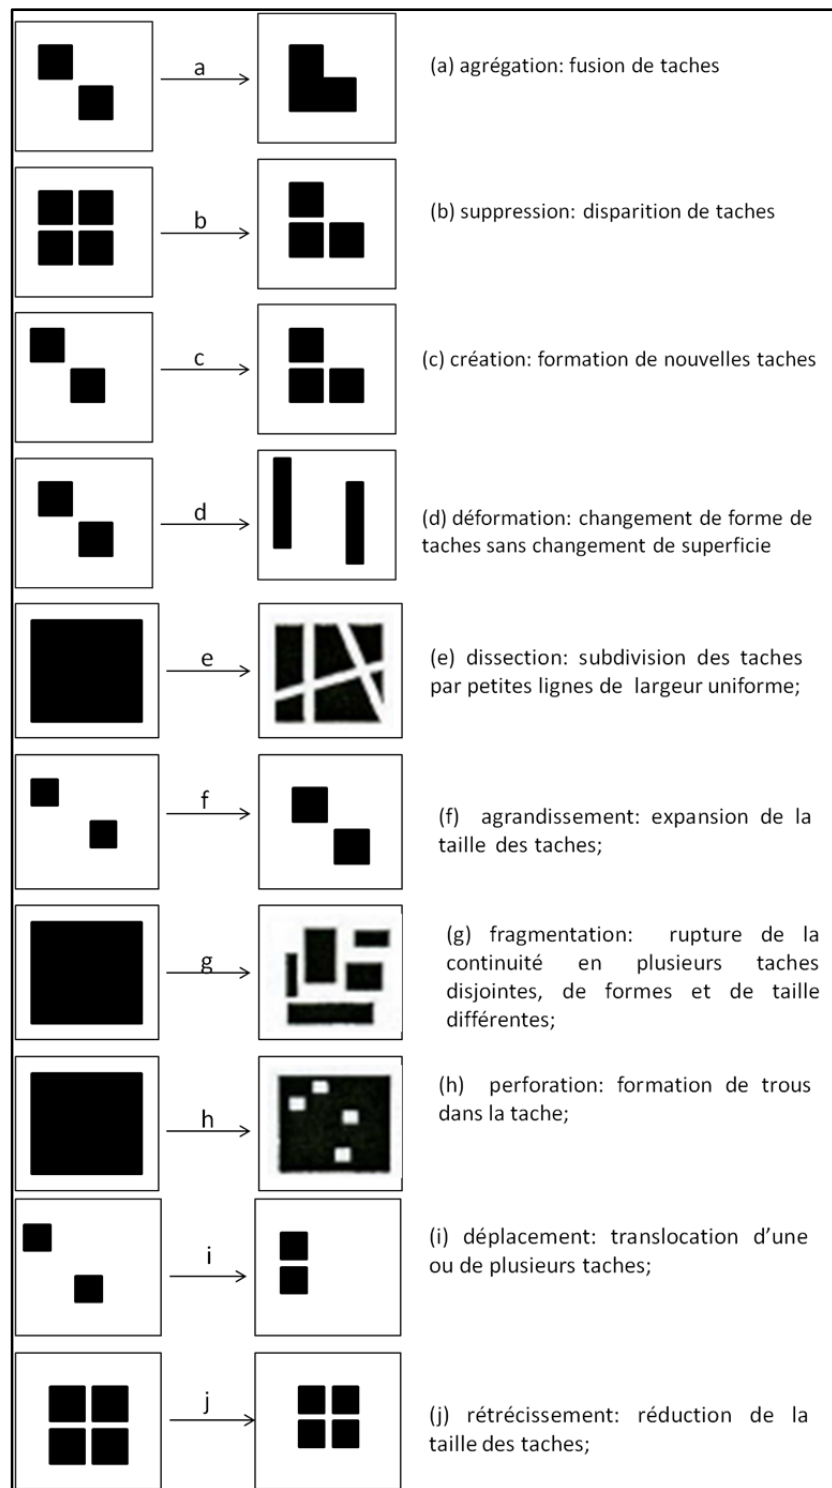 a
(a) agrégation: fusion de taches
b
(b) suppression: disparition de taches
c
(c) création: formation de nouvelles taches
d
(d) déformation: changement de forme de
taches sans changement de superficie
e
(e) dissection: subdivision des taches
par petites lignes de largeur uniforme;
f
(f) agrandissement: expansion de la
taille des taches;
g
(g) fragmentation: rupture de la
continuité en plusieurs taches
disjointes, de formes et de taille
différentes;
h
(h) perforation: formation de trous
dans la tache;
i
(i) déplacement: translocation d'une
ou de plusieurs taches;
j
(j) rétrécissement: réduction de la
taille des taches;